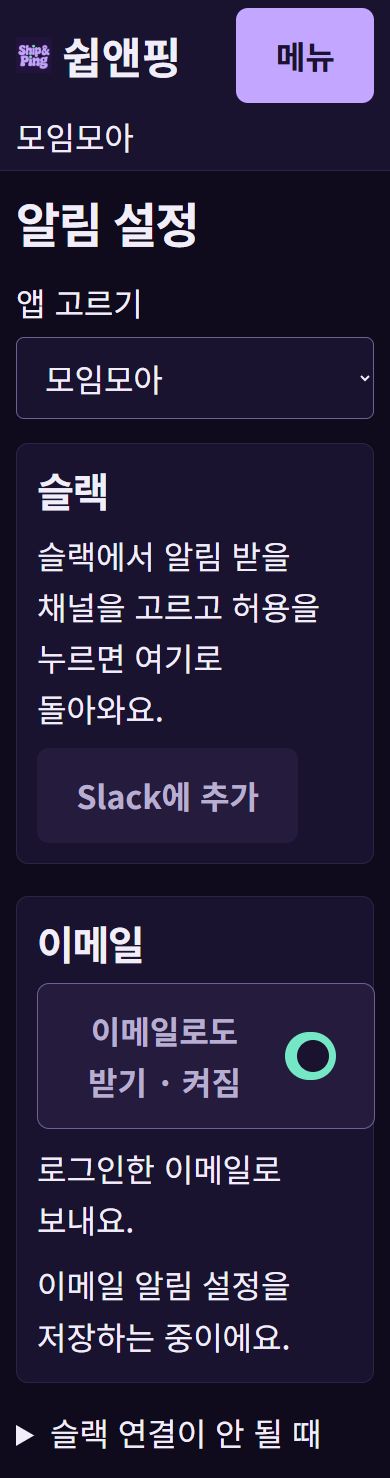 Ship&
Ping
쉽앤핑
메뉴
모임모아
알림 설정
앱 고르기
모임모아
슬랙
슬랙에서 알림 받을
채널을 고르고 허용을
누르면 여기로
돌아와요.
Slack에 추가
이메일
이메일로도
받기 · 켜짐
로그인한 이메일로
보내요.
이메일 알림 설정을
저장하는 중이에요.
슬랙 연결이 안 될 때